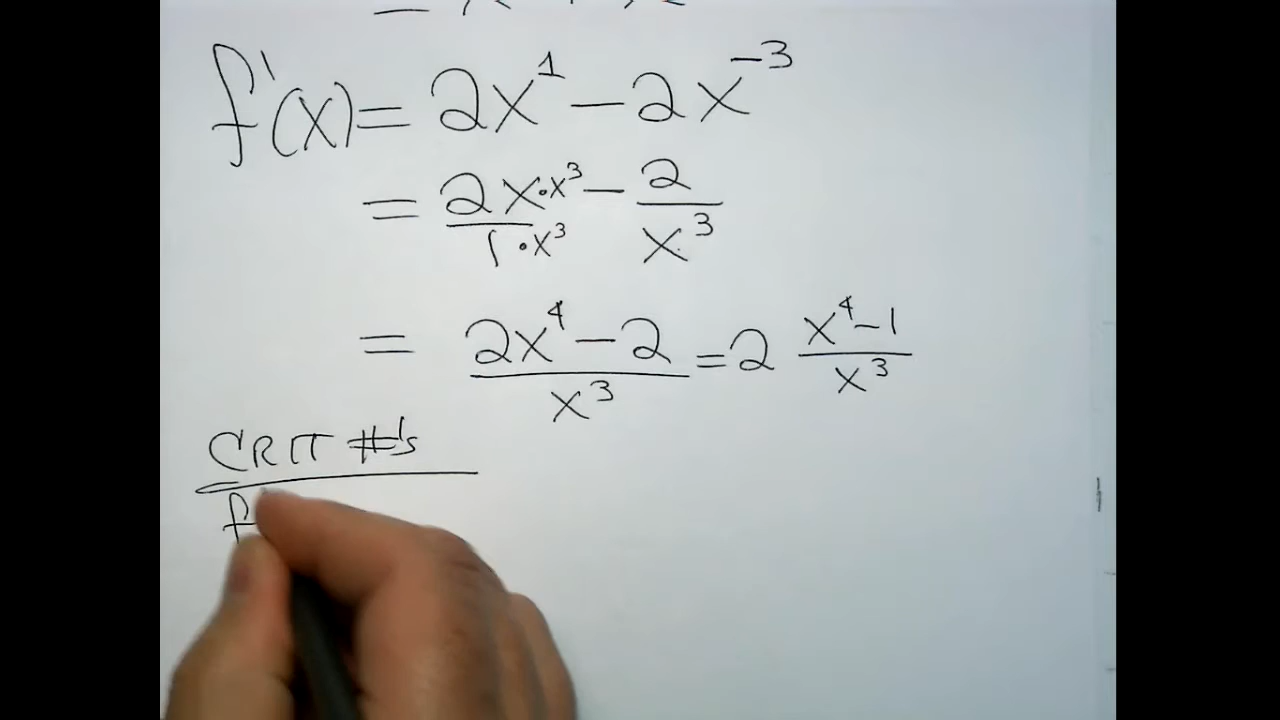 f'(x) = 2x^1 - 2x^-3
= 2x·x^3/1·x^3 - 2/x^3
= 2x^4 - 2/x^3 = 2 x^4 - 1/x^3
CRIT #'s
f